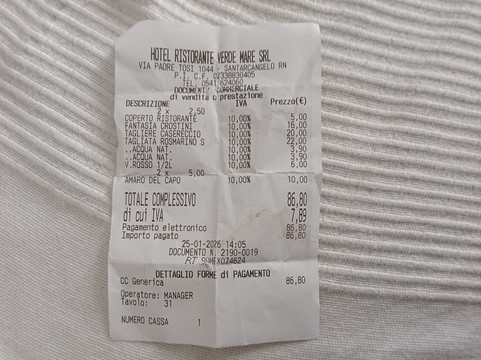 HOTEL RISTORANTE VERDE MARE SRL
VIA PADRE TOSI 1044 - SANTARCANGELO RN
P.I. C.F. 02338830405
TEL. 0541 624060
DOCUMENTO COMMERCIALE
di vendita o prestazione
DESCRIZIONE IVA Prezzo(€)
2 x 2,50
COPERTO RISTORANTE 10,00% 5,00
FANTASIA CROSTINI 10,00% 16,00
TAGLIERE CASERECCIO 10,00% 20,00
TAGLIATA ROSMARINO S 10,00% 22,00
..ACQUA NAT. 10,00% 3,90
..ACQUA NAT. 10,00% 3,90
V.ROSSO 1/2L 10,00% 6,00
2 x 5,00
AMARO DEL CAPO 10,00% 10,00
TOTALE COMPLESSIVO 86,80
di cui IVA 7,89
Pagamento elettronico 86,80
Importo pagato 86,80
25-01-2026 14:05
DOCUMENTO N. 2190-0019
RT 99MEX024624
DETTAGLIO FORME di PAGAMENTO
CC Generica 86,80
Operatore: MANAGER
Tavolo: 31
NUMERO CASSA 1